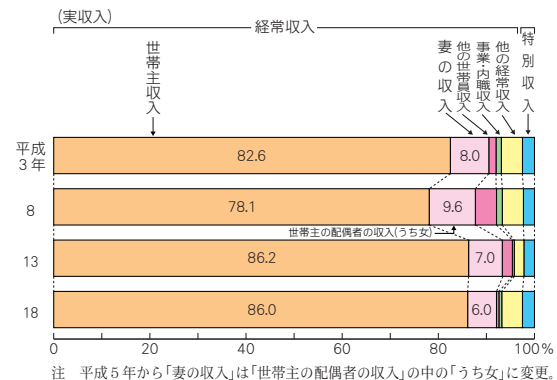 (実収入)
経常収入
特別収入
世帯主収入
妻の収入
他の世帯員収入
事業・内職収入
他の経常収入
平成
3年
82.6
8.0
8
78.1
9.6
世帯主の配偶者の収入(うち女)
13
86.2
7.0
18
86.0
6.0
0 20 40 60 80 100%
注 平成5年から「妻の収入」は「世帯主の配偶者の収入」の中の「うち女」に変更。